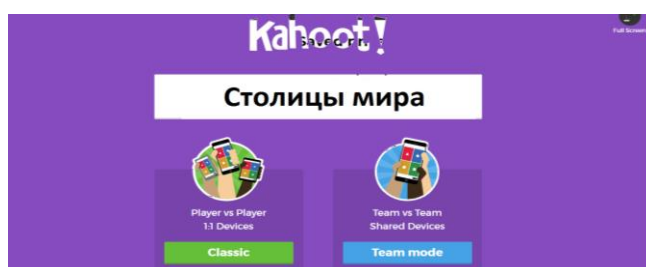 Kahoot!
Full Screen
Столицы мира
Player vs Player
1:1 Devices
Classic
Team vs Team
Shared Devices
Team mode